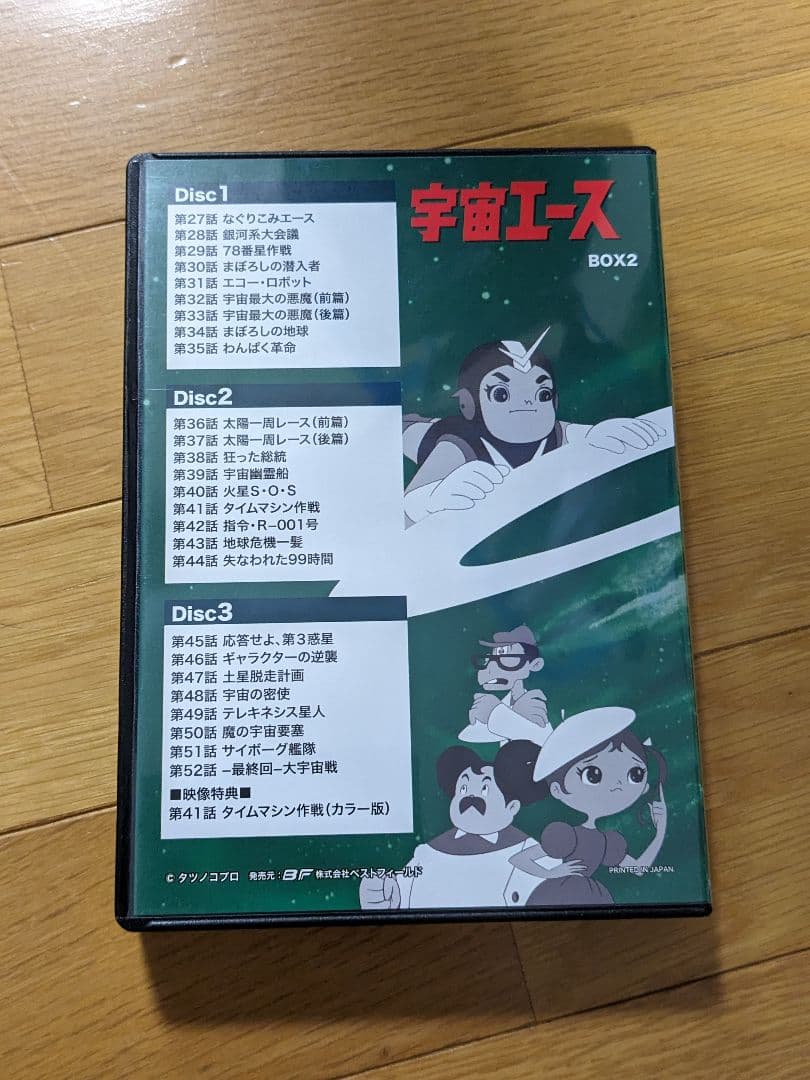 Disc1
第27話 なぐりこみエース
第28話 銀河系大会議
第29話 78番星作戦
第30話 まぼろしの潜入者
第31話 エコー・ロボット
第32話 宇宙最大の悪魔(前篇)
第33話 宇宙最大の悪魔(後篇)
第34話 まぼろしの地球
第35話 わんぱく革命
宇宙エース
BOX2
Disc2
第36話 太陽一周レース(前篇)
第37話 太陽一周レース(後篇)
第38話 狂った総統
第39話 宇宙幽霊船
第40話 火星S・O・S
第41話 タイムマシン作戦
第42話 指令・R−001号
第43話 地球危機一髪
第44話 失なわれた99時間
Disc3
第45話 応答せよ、第3惑星
第46話 ギャラクターの逆襲
第47話 土星脱走計画
第48話 宇宙の密使
第49話 テレキネシス星人
第50話 魔の宇宙要塞
第51話 サイボーグ艦隊
第52話 −最終回−大宇宙戦
■映像特典■
第41話 タイムマシン作戦(カラー版)
© タツノコプロ 発売元:BF 株式会社ベストフィールド
PRINTED IN JAPAN.